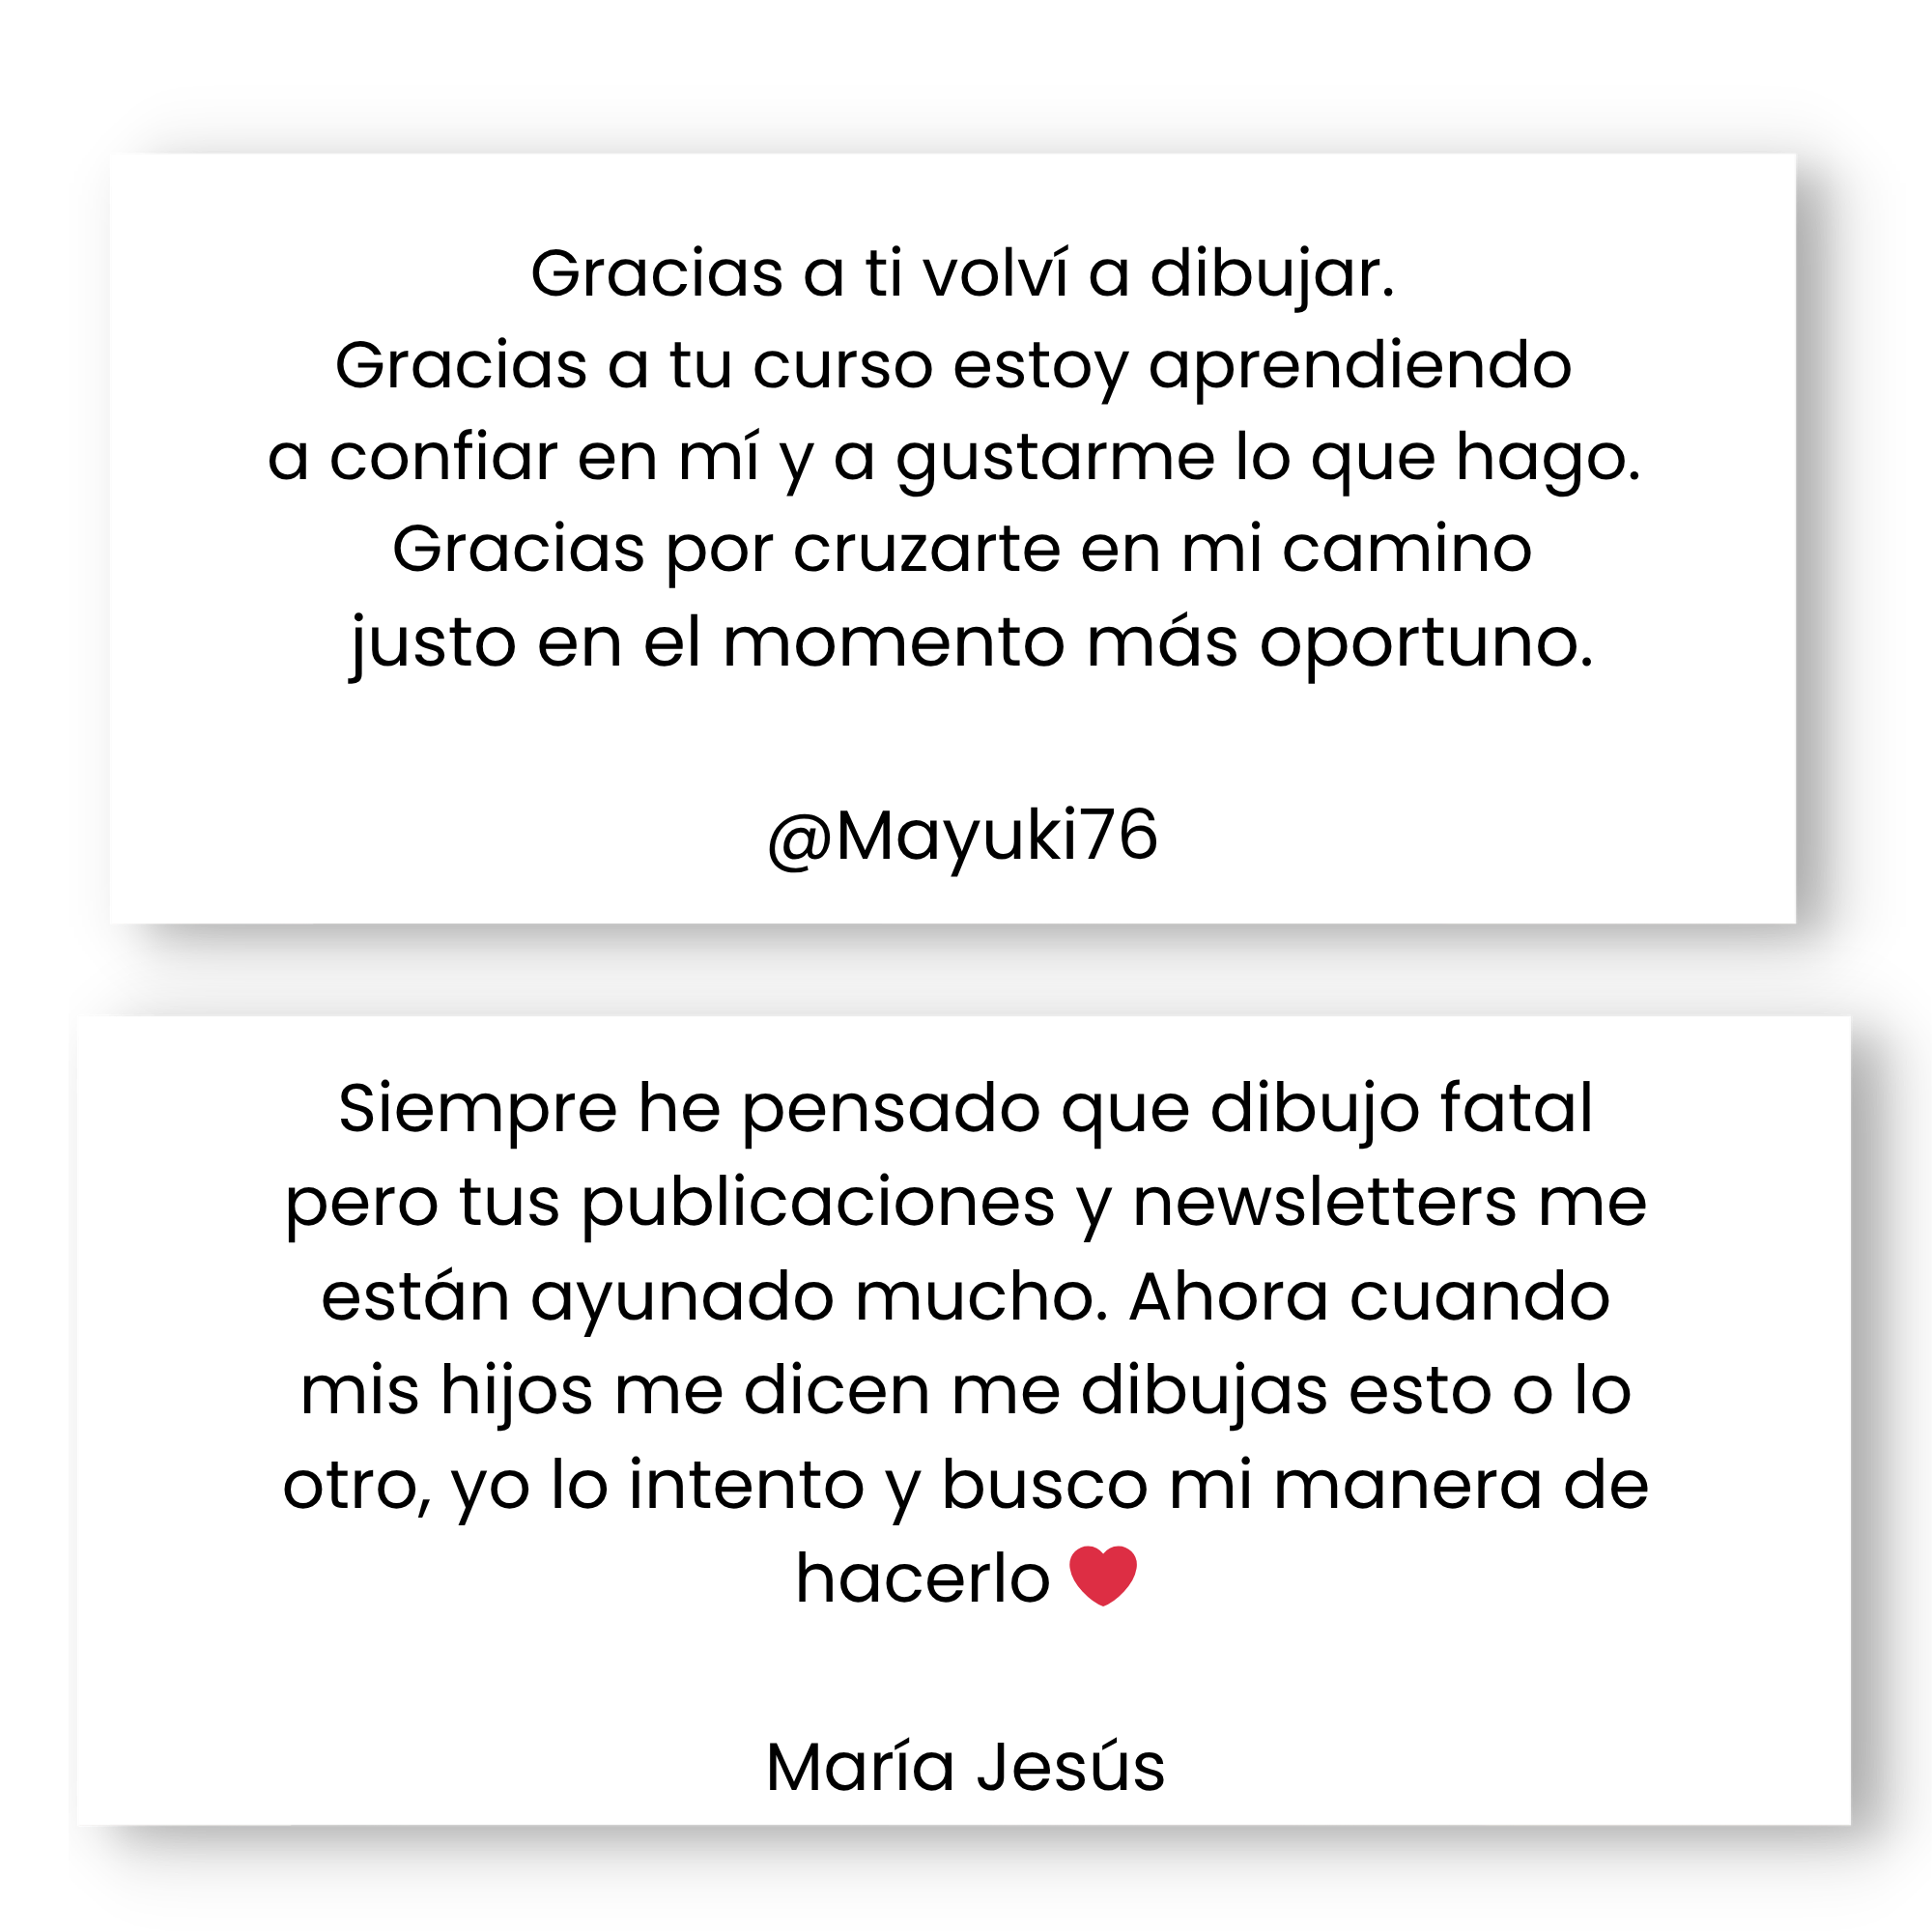 Gracias a ti volví a dibujar.
Gracias a tu curso estoy aprendiendo
a confiar en mí y a gustarme lo que hago.
Gracias por cruzarte en mi camino
justo en el momento más oportuno.
@Mayuki76
Siempre he pensado que dibujo fatal
pero tus publicaciones y newsletters me
están ayunado mucho. Ahora cuando
mis hijos me dicen me dibujas esto o lo
otro, yo lo intento y busco mi manera de
hacerlo ❤️
María Jesús